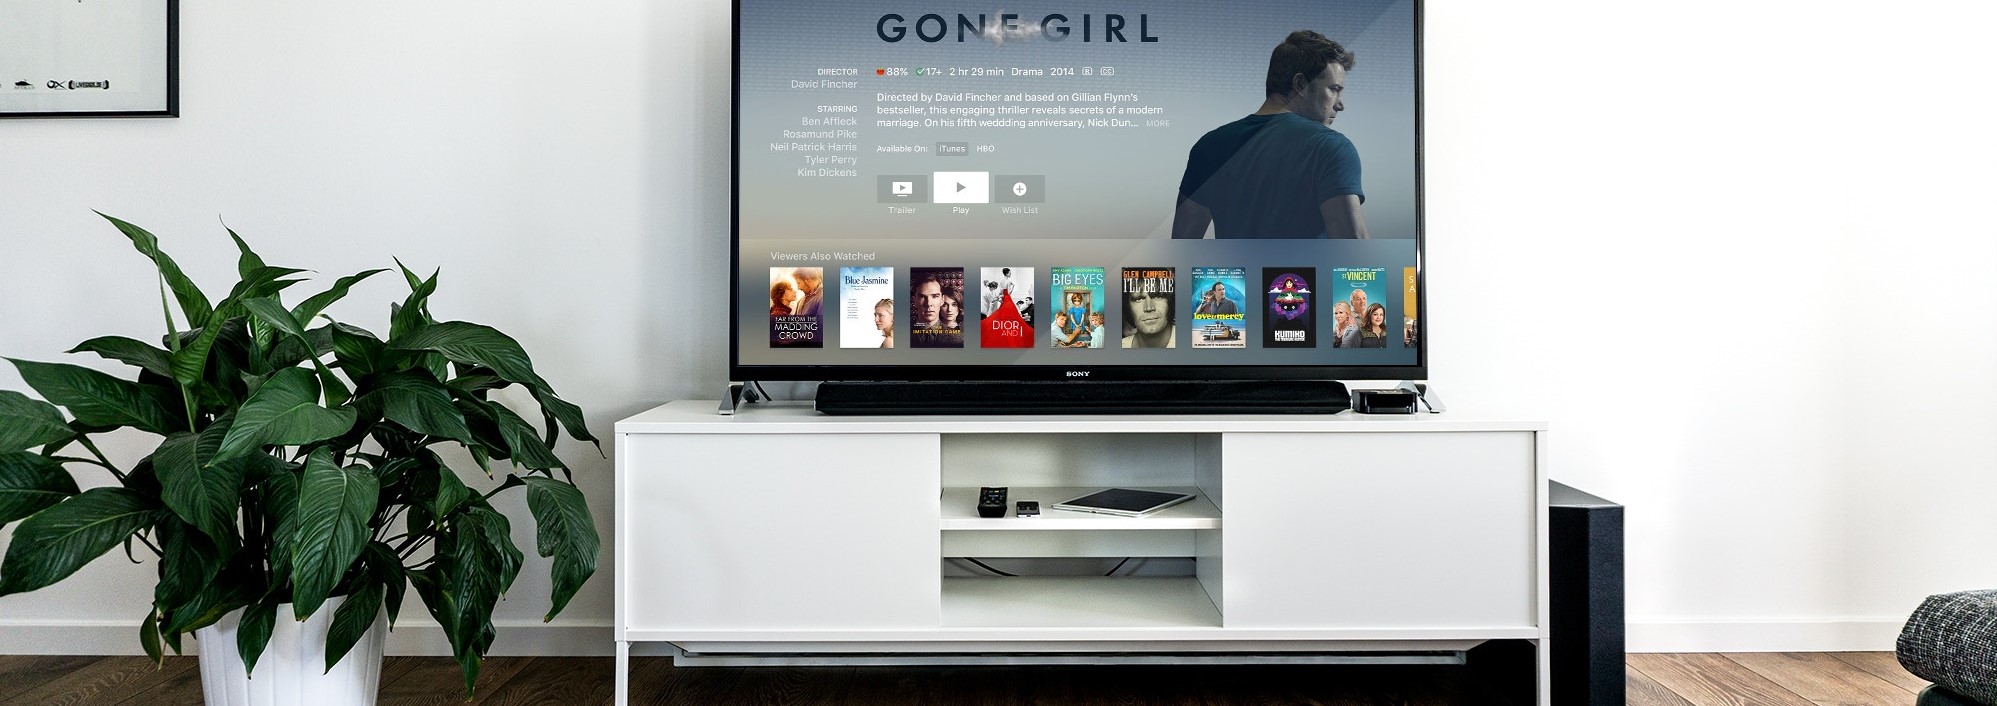 GONE GIRL
DIRECTOR
David Fincher
STARRING
Ben Affleck
Rosamund Pike
Neil Patrick Harris
Tyler Perry
Kim Dickens
88% 17+ 2 hr 29 min Drama 2014 R CC
Directed by David Fincher and based on Gillian Flynn's
bestseller, this engaging thriller reveals secrets of a modern
marriage. On his fifth weddding anniversary, Nick Dun... MORE
Available On: iTunes HBO
Trailer Play Wish List
Viewers Also Watched
FAR FROM THE
MADDING
CROWD
Blue Jasmine
IMITATION GAME
DIOR
AND I
BIG EYES
GLEN CAMPBELL
I'LL BE ME
love&mercy
KUMIKO
ST. VINCENT
SONY